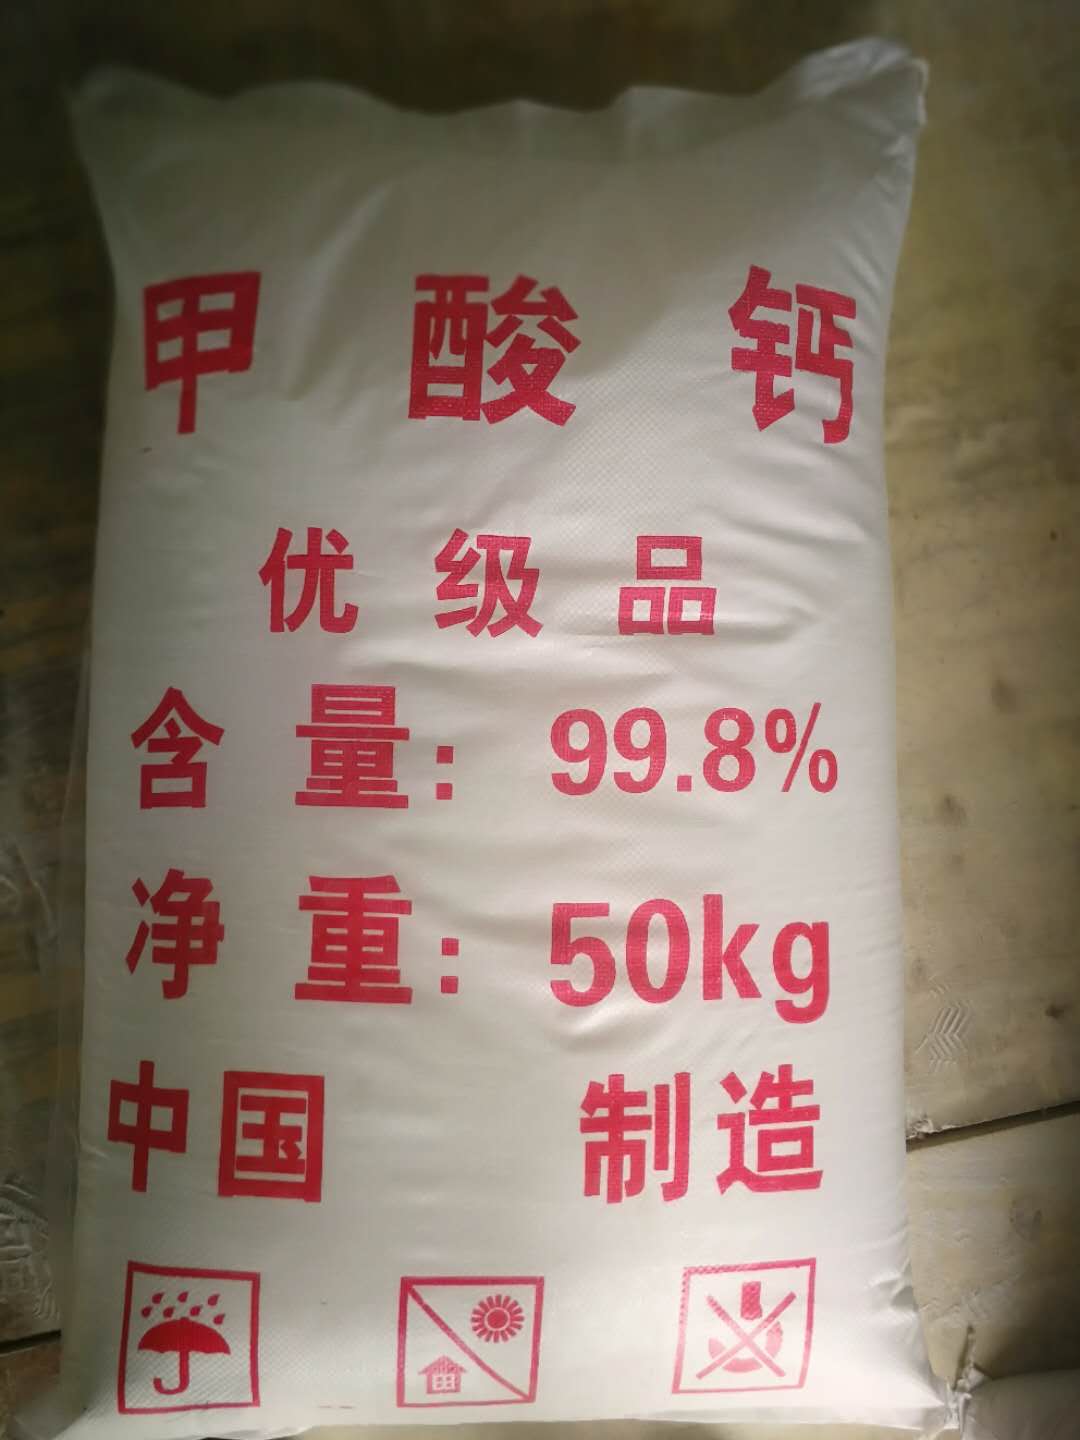 甲酸钙
优级品
含量：99.8%
净重：50kg
中国 制造